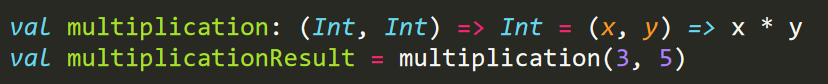 val multiplication: (Int, Int) => Int = (x, y) => x * y
val multiplicationResult = multiplication(3, 5)